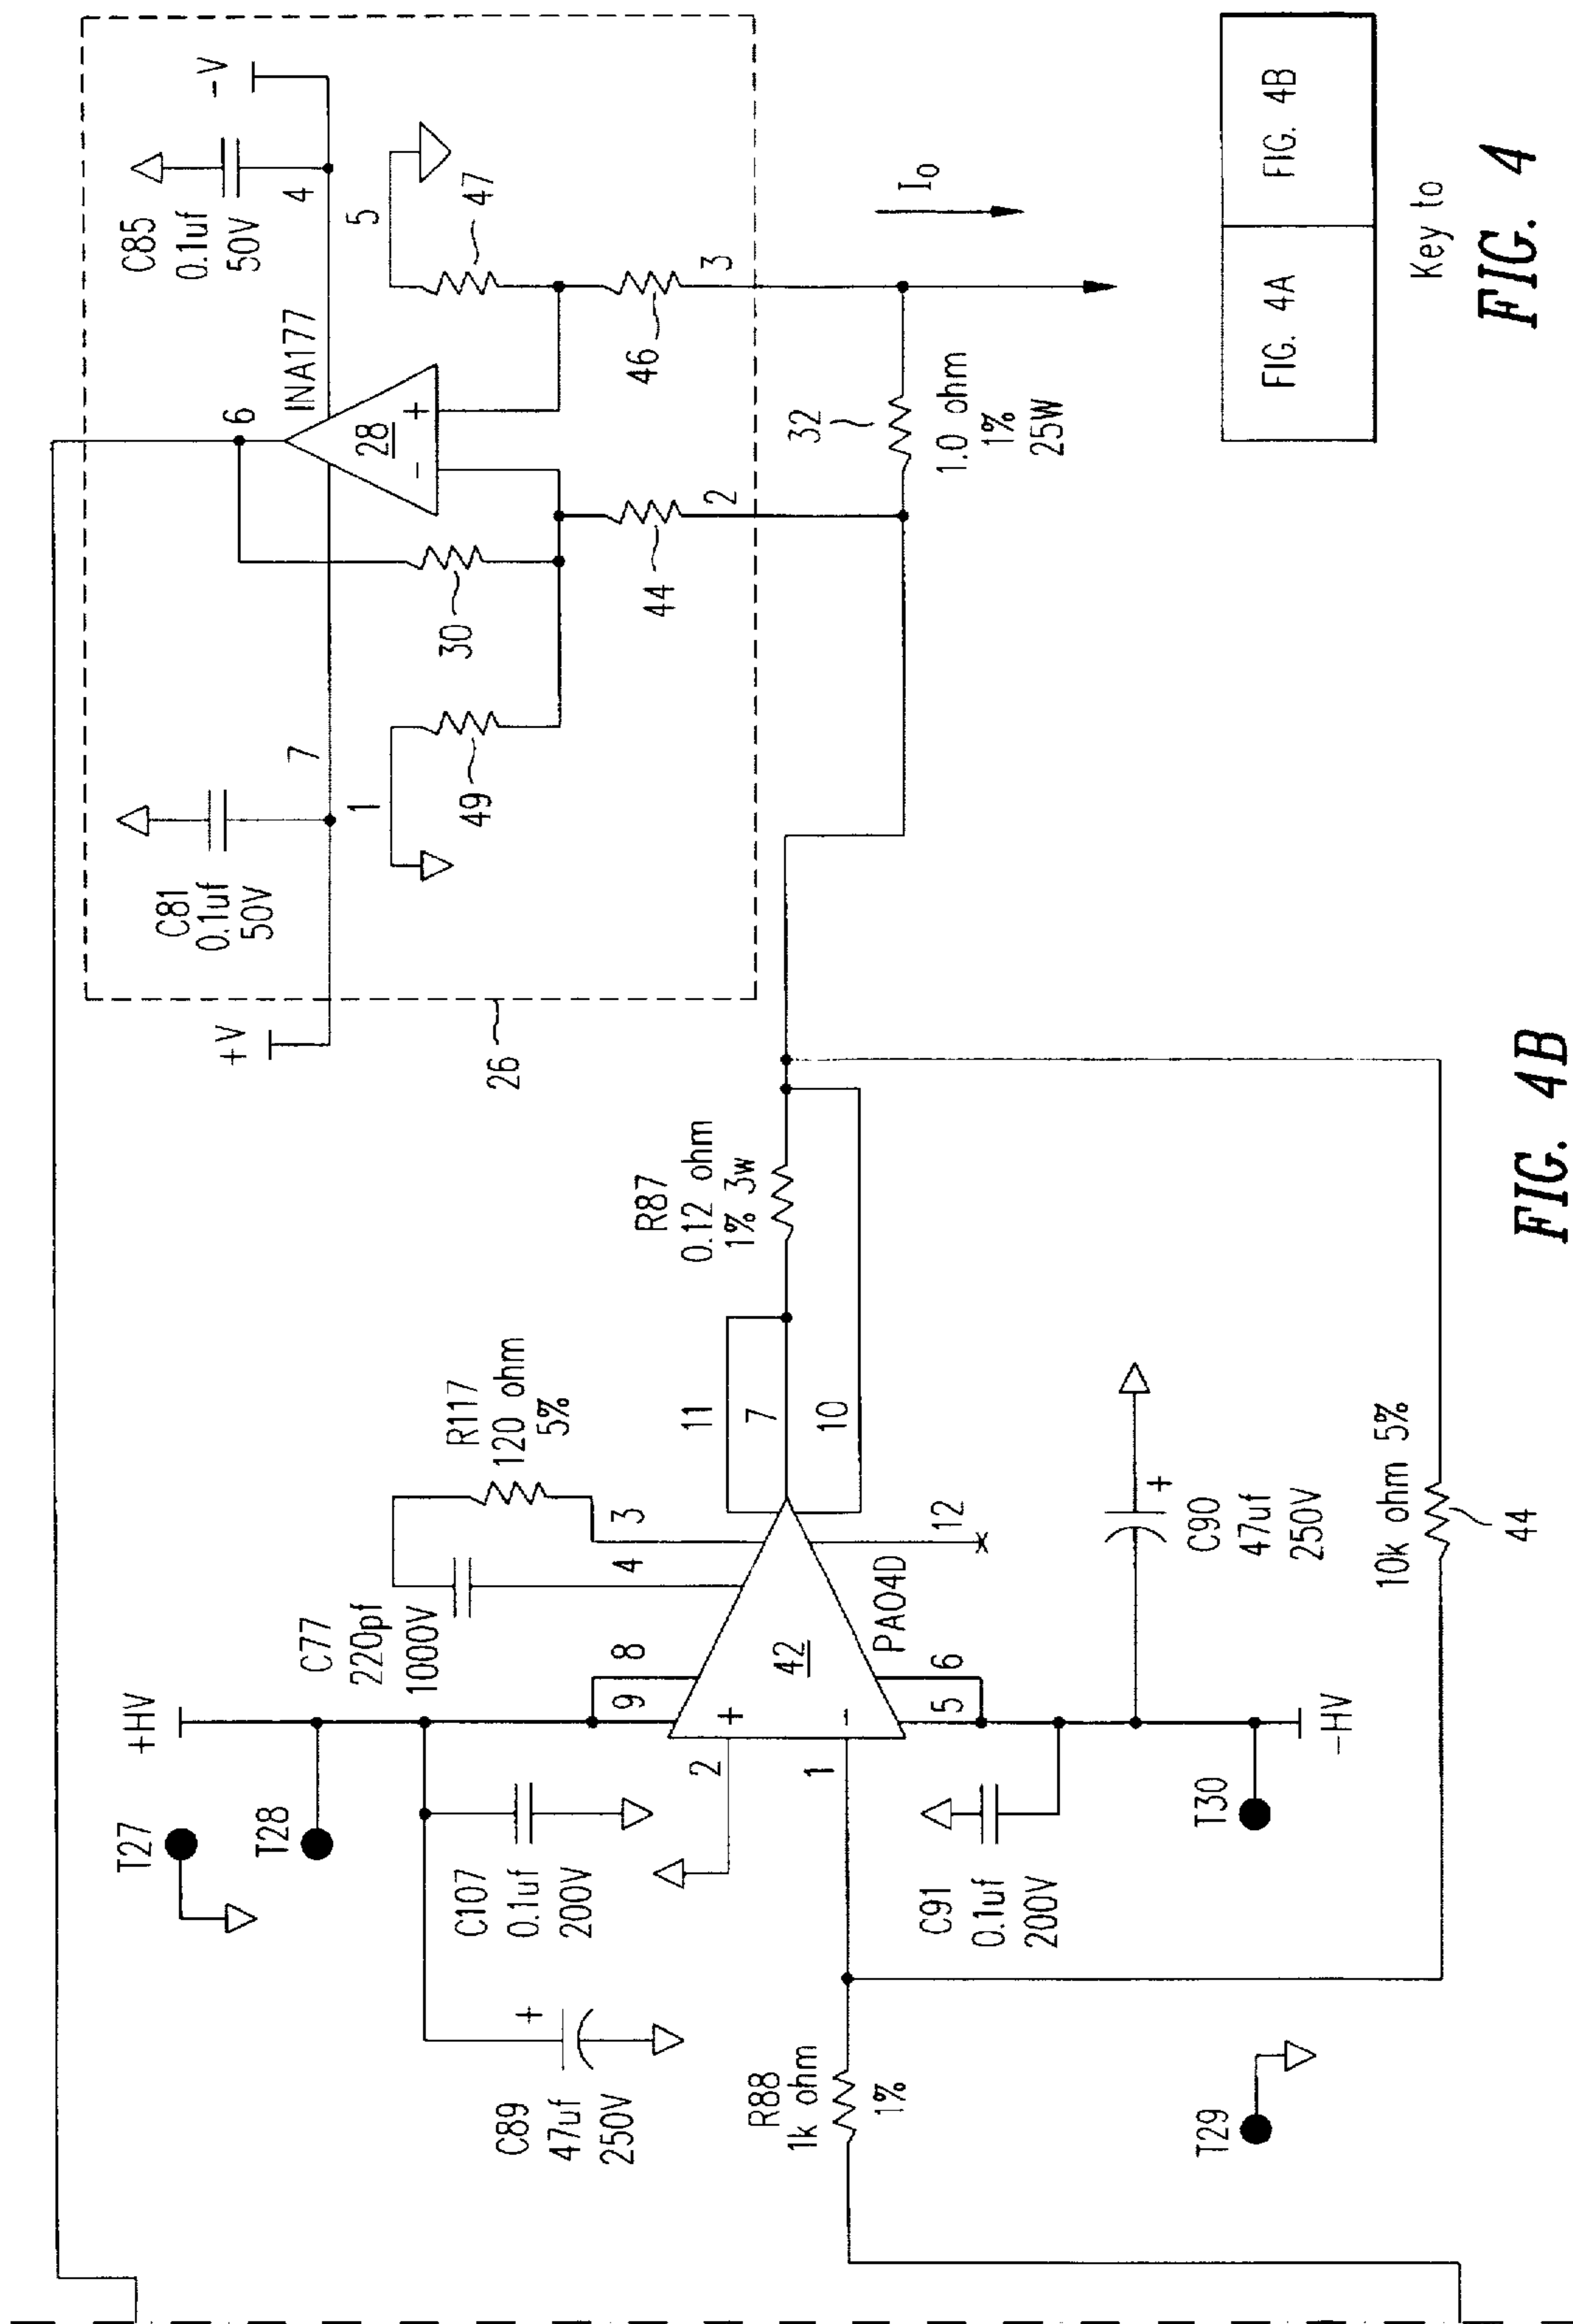 +V
C81
0.1uf
50V
7
1
49
30
6
INA177
28
-
+
C85
0.1uf
50V
4
-V
5
47
44
2
46
3
26
32
1.0 ohm
1%
25W
I0
T27
T28
+HV
C89
47uf
250V
+
C107
0.1uf
200V
C77
220pf
1000V
R117
120 ohm
5%
9
8
4
3
2
1
+
-
42
PA04D
5
6
12
11
7
10
R87
0.12 ohm
1% 3w
R88
1k ohm
1%
C91
0.1uf
200V
T30
-HV
T29
C90
47uf
250V
+
10k ohm 5%
44
FIG. 4A
FIG. 4B
Key to
FIG. 4
FIG. 4B